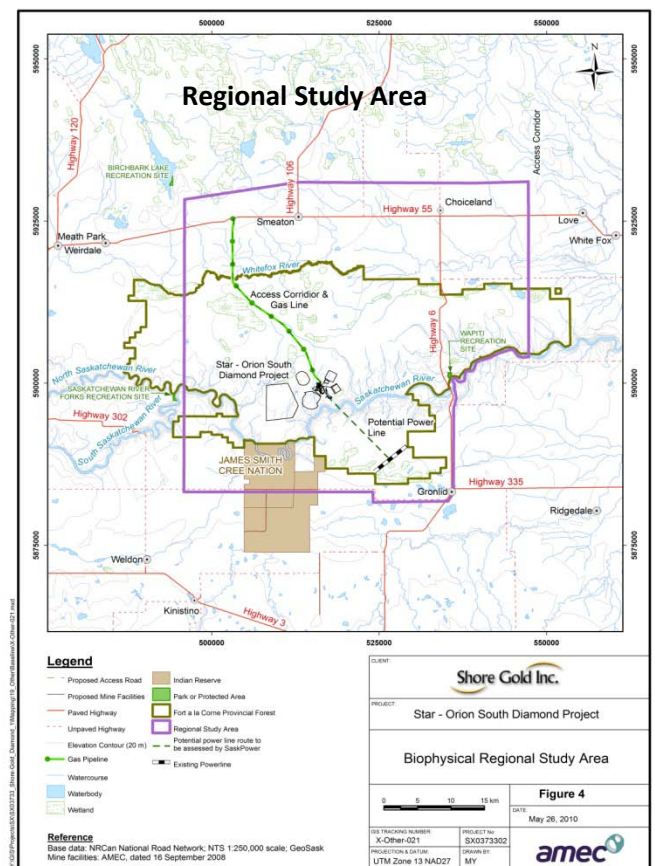 500000
525000
550000
5950000
5950000
Regional Study Area
N
Highway 120
Highway 106
Access Corridor
BIRCHBARK LAKE
RECREATION SITE
5925000
5925000
Choiceland
Smeaton
Highway 55
Love
Meath Park
Weirdale
White Fox
Whitefox River
Access Corridior &
Gas Line
Highway 6
WAPITI
RECREATION
SITE
Star - Orion South
Diamond Project
North Saskatchewan River
5900000
5900000
SASKATCHEWAN RIVER
FORKS RECREATION SITE
Saskatchewan River
Highway 302
South Saskatchewan River
Potential Power
Line
JAMES SMITH
CREE NATION
Gronlid
Highway 335
Ridgedale
5875000
5875000
Weldon
Kinistino
Highway 3
500000
525000
550000
Legend
Proposed Access Road
Proposed Mine Facilities
Paved Highway
Unpaved Highway
Elevation Contour (20 m)
Gas Pipeline
Watercourse
Waterbody
Wetland
Indian Reserve
Park or Protected Area
Fort a la Corne Provincial Forest
Regional Study Area
Potential power line route to
be assessed by SaskPower
Existing Powerline
Reference
Base data: NRCan National Road Network; NTS 1:250,000 scale; GeoSask
Mine facilities: AMEC, dated 16 September 2008
CLIENT
Shore Gold Inc.
PROJECT:
Star - Orion South Diamond Project
Biophysical Regional Study Area
0 5 10 15 km
Figure 4
DATE:
May 26, 2010
GIS TRACKING NUMBER
X-Other-021
PROJECT No:
SX0373302
PROJECTION & DATUM:
UTM Zone 13 NAD27
DRAWN BY:
MY
amec